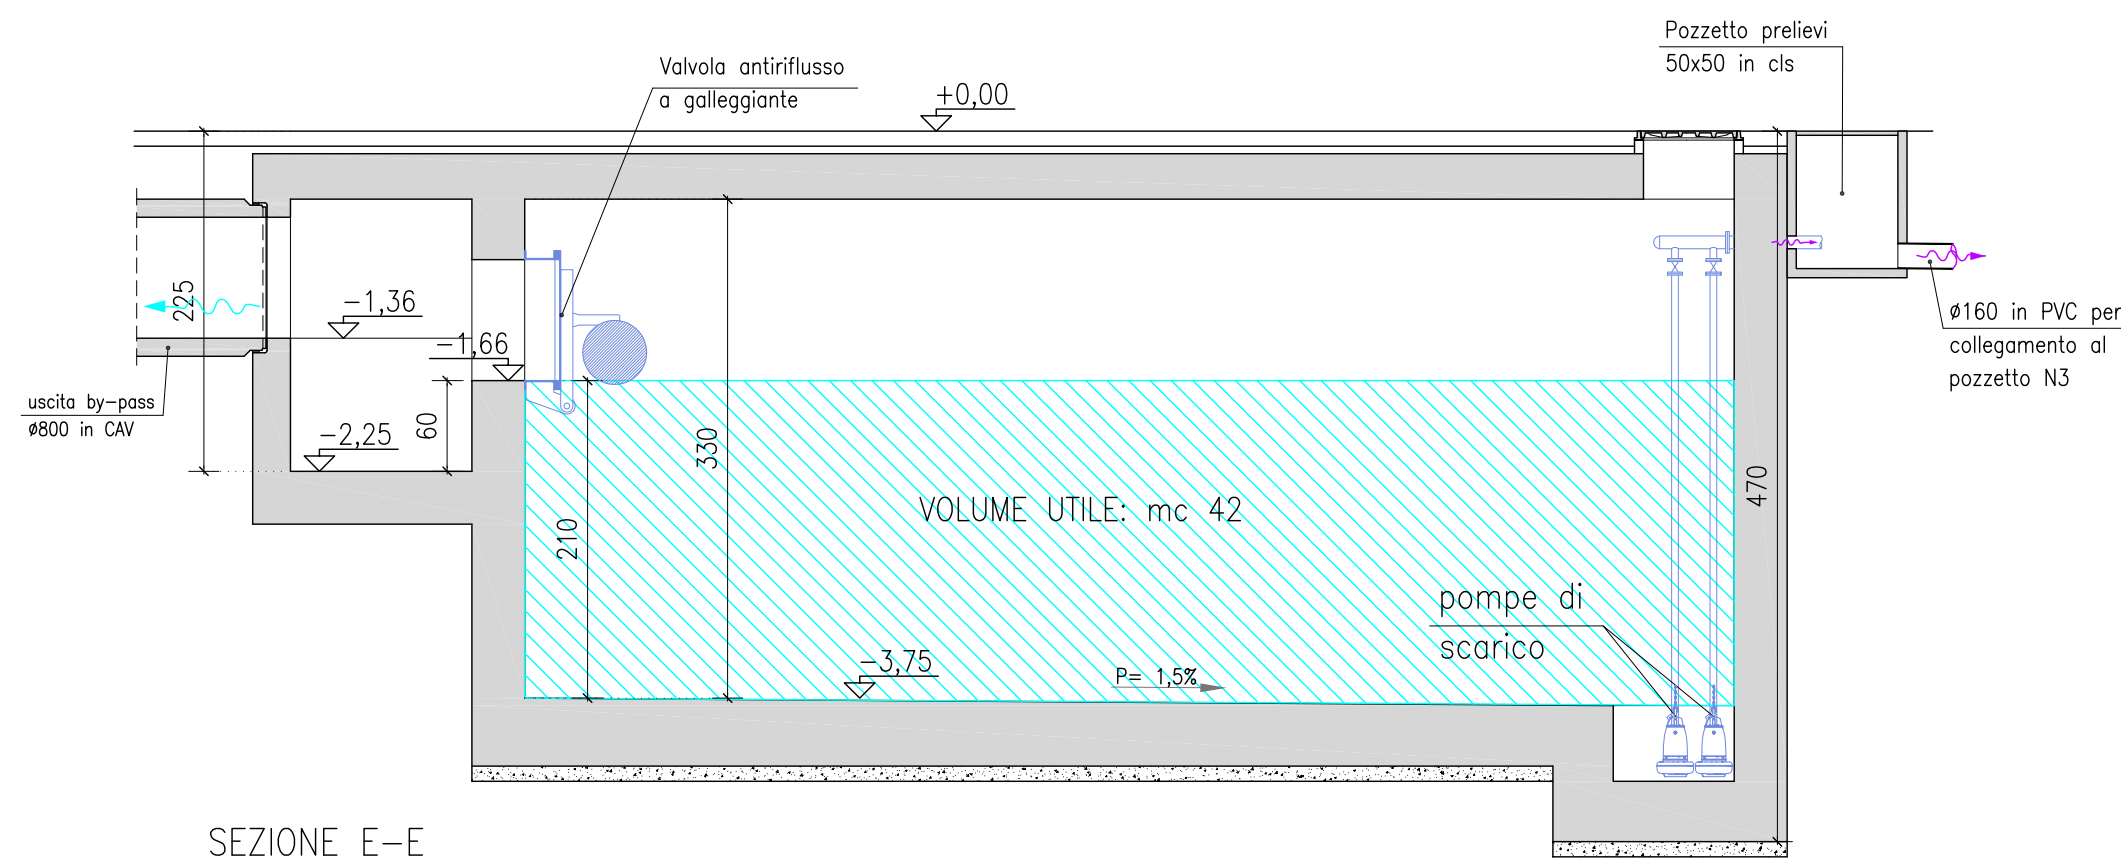 Pozzetto prelievi
50x50 in cls
Valvola antiriflusso
a galleggiante
+0,00
225
-1,36
-1,66
uscita by-pass
ø800 in CAV
-2,25
60
330
210
VOLUME UTILE: mc 42
470
ø160 in PVC per
collegamento al
pozzetto N3
pompe di
scarico
-3,75
P= 1,5%
SEZIONE E-E